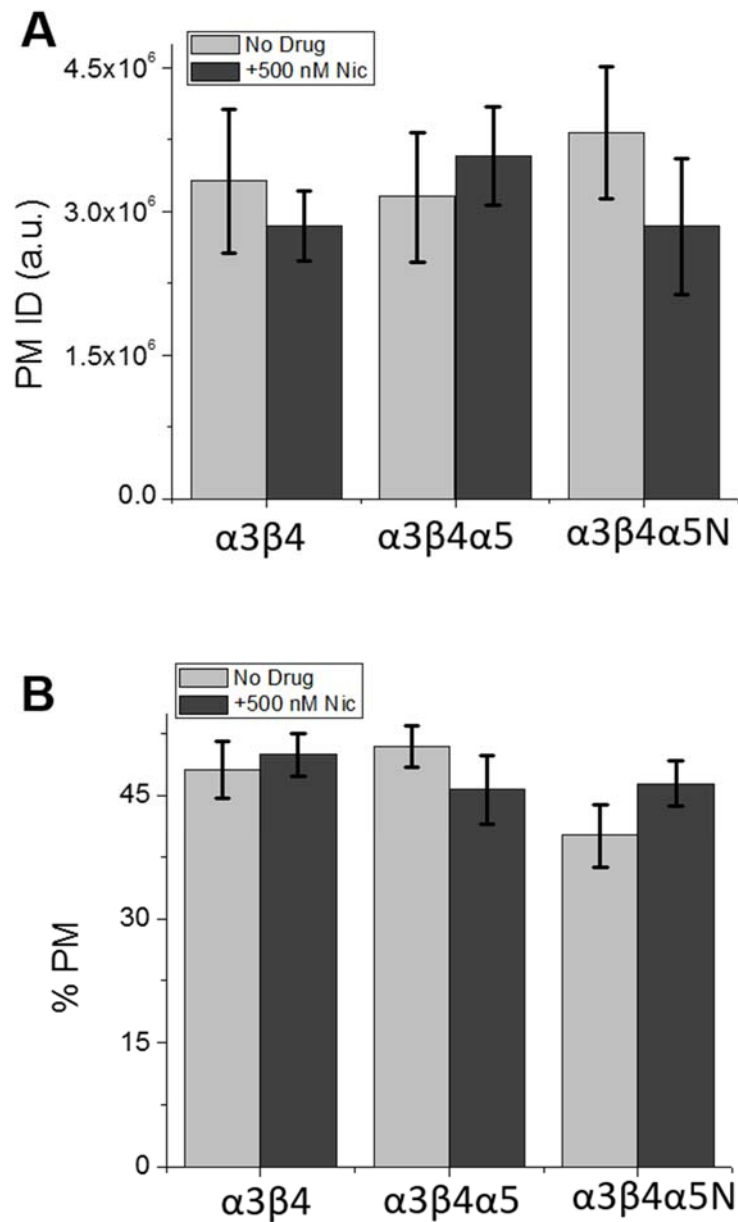 A
No Drug
+500 nM Nic
4.5x10⁶
3.0x10⁶
1.5x10⁶
0.0
PM ID (a.u.)
α3β4 α3β4α5 α3β4α5N
B
No Drug
+500 nM Nic
45
30
15
0
% PM
α3β4 α3β4α5 α3β4α5N